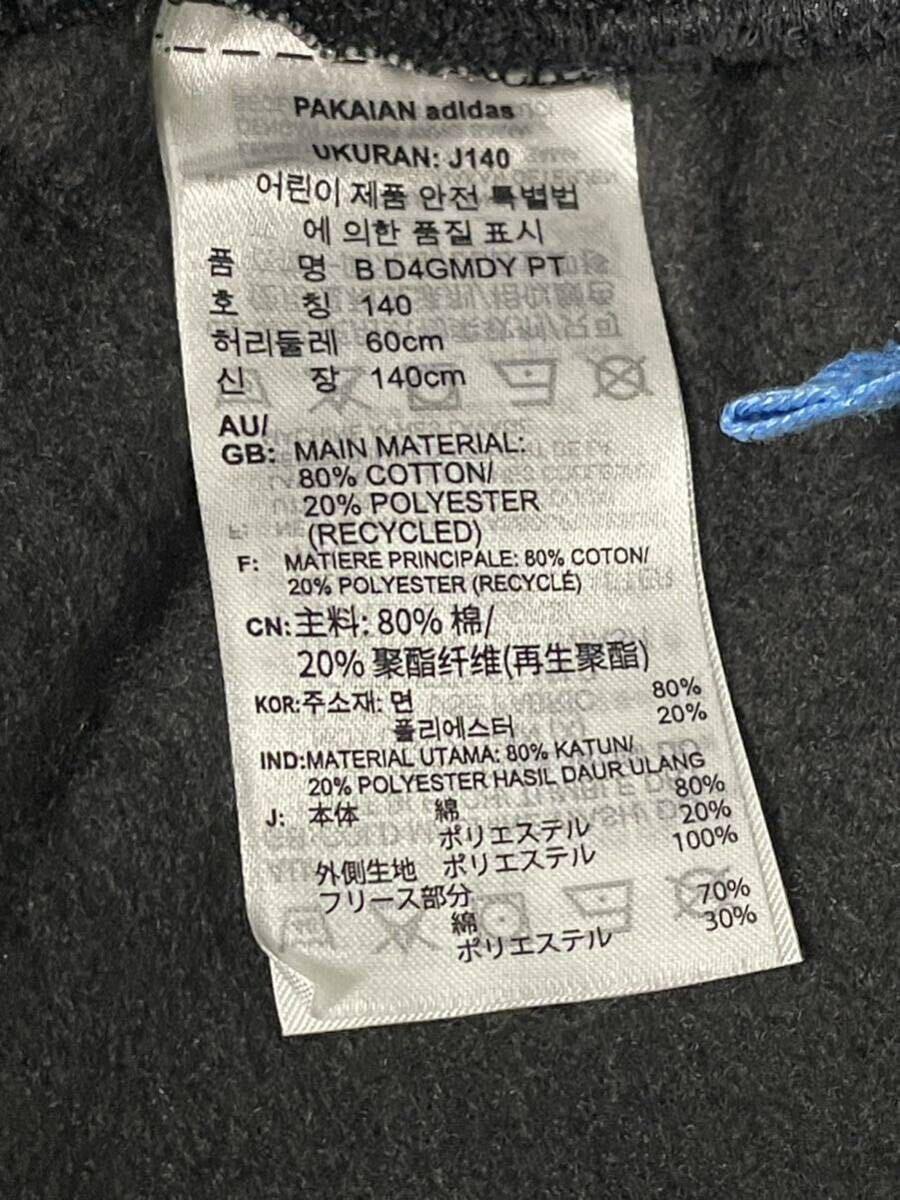 PAKAIAN adidas
UKURAN: J140
어린이 제품 안전 특별법
에 의한 품질 표시
품 명 B D4GMDY PT
호 칭 140
허리둘레 60cm
신 장 140cm
AU/
GB: MAIN MATERIAL:
80% COTTON/
20% POLYESTER
(RECYCLED)
F: MATIERE PRINCIPALE: 80% COTON/
20% POLYESTER (RECYCLÉ)
CN:主料: 80% 棉/
20% 聚酯纤维(再生聚酯)
KOR:주소재: 면 80%
폴리에스터 20%
IND:MATERIAL UTAMA: 80% KATUN/
20% POLYESTER HASIL DAUR ULANG
J: 本体 綿 80%
ポリエステル 20%
外側生地 ポリエステル 100%
フリース部分
綿 70%
ポリエステル 30%